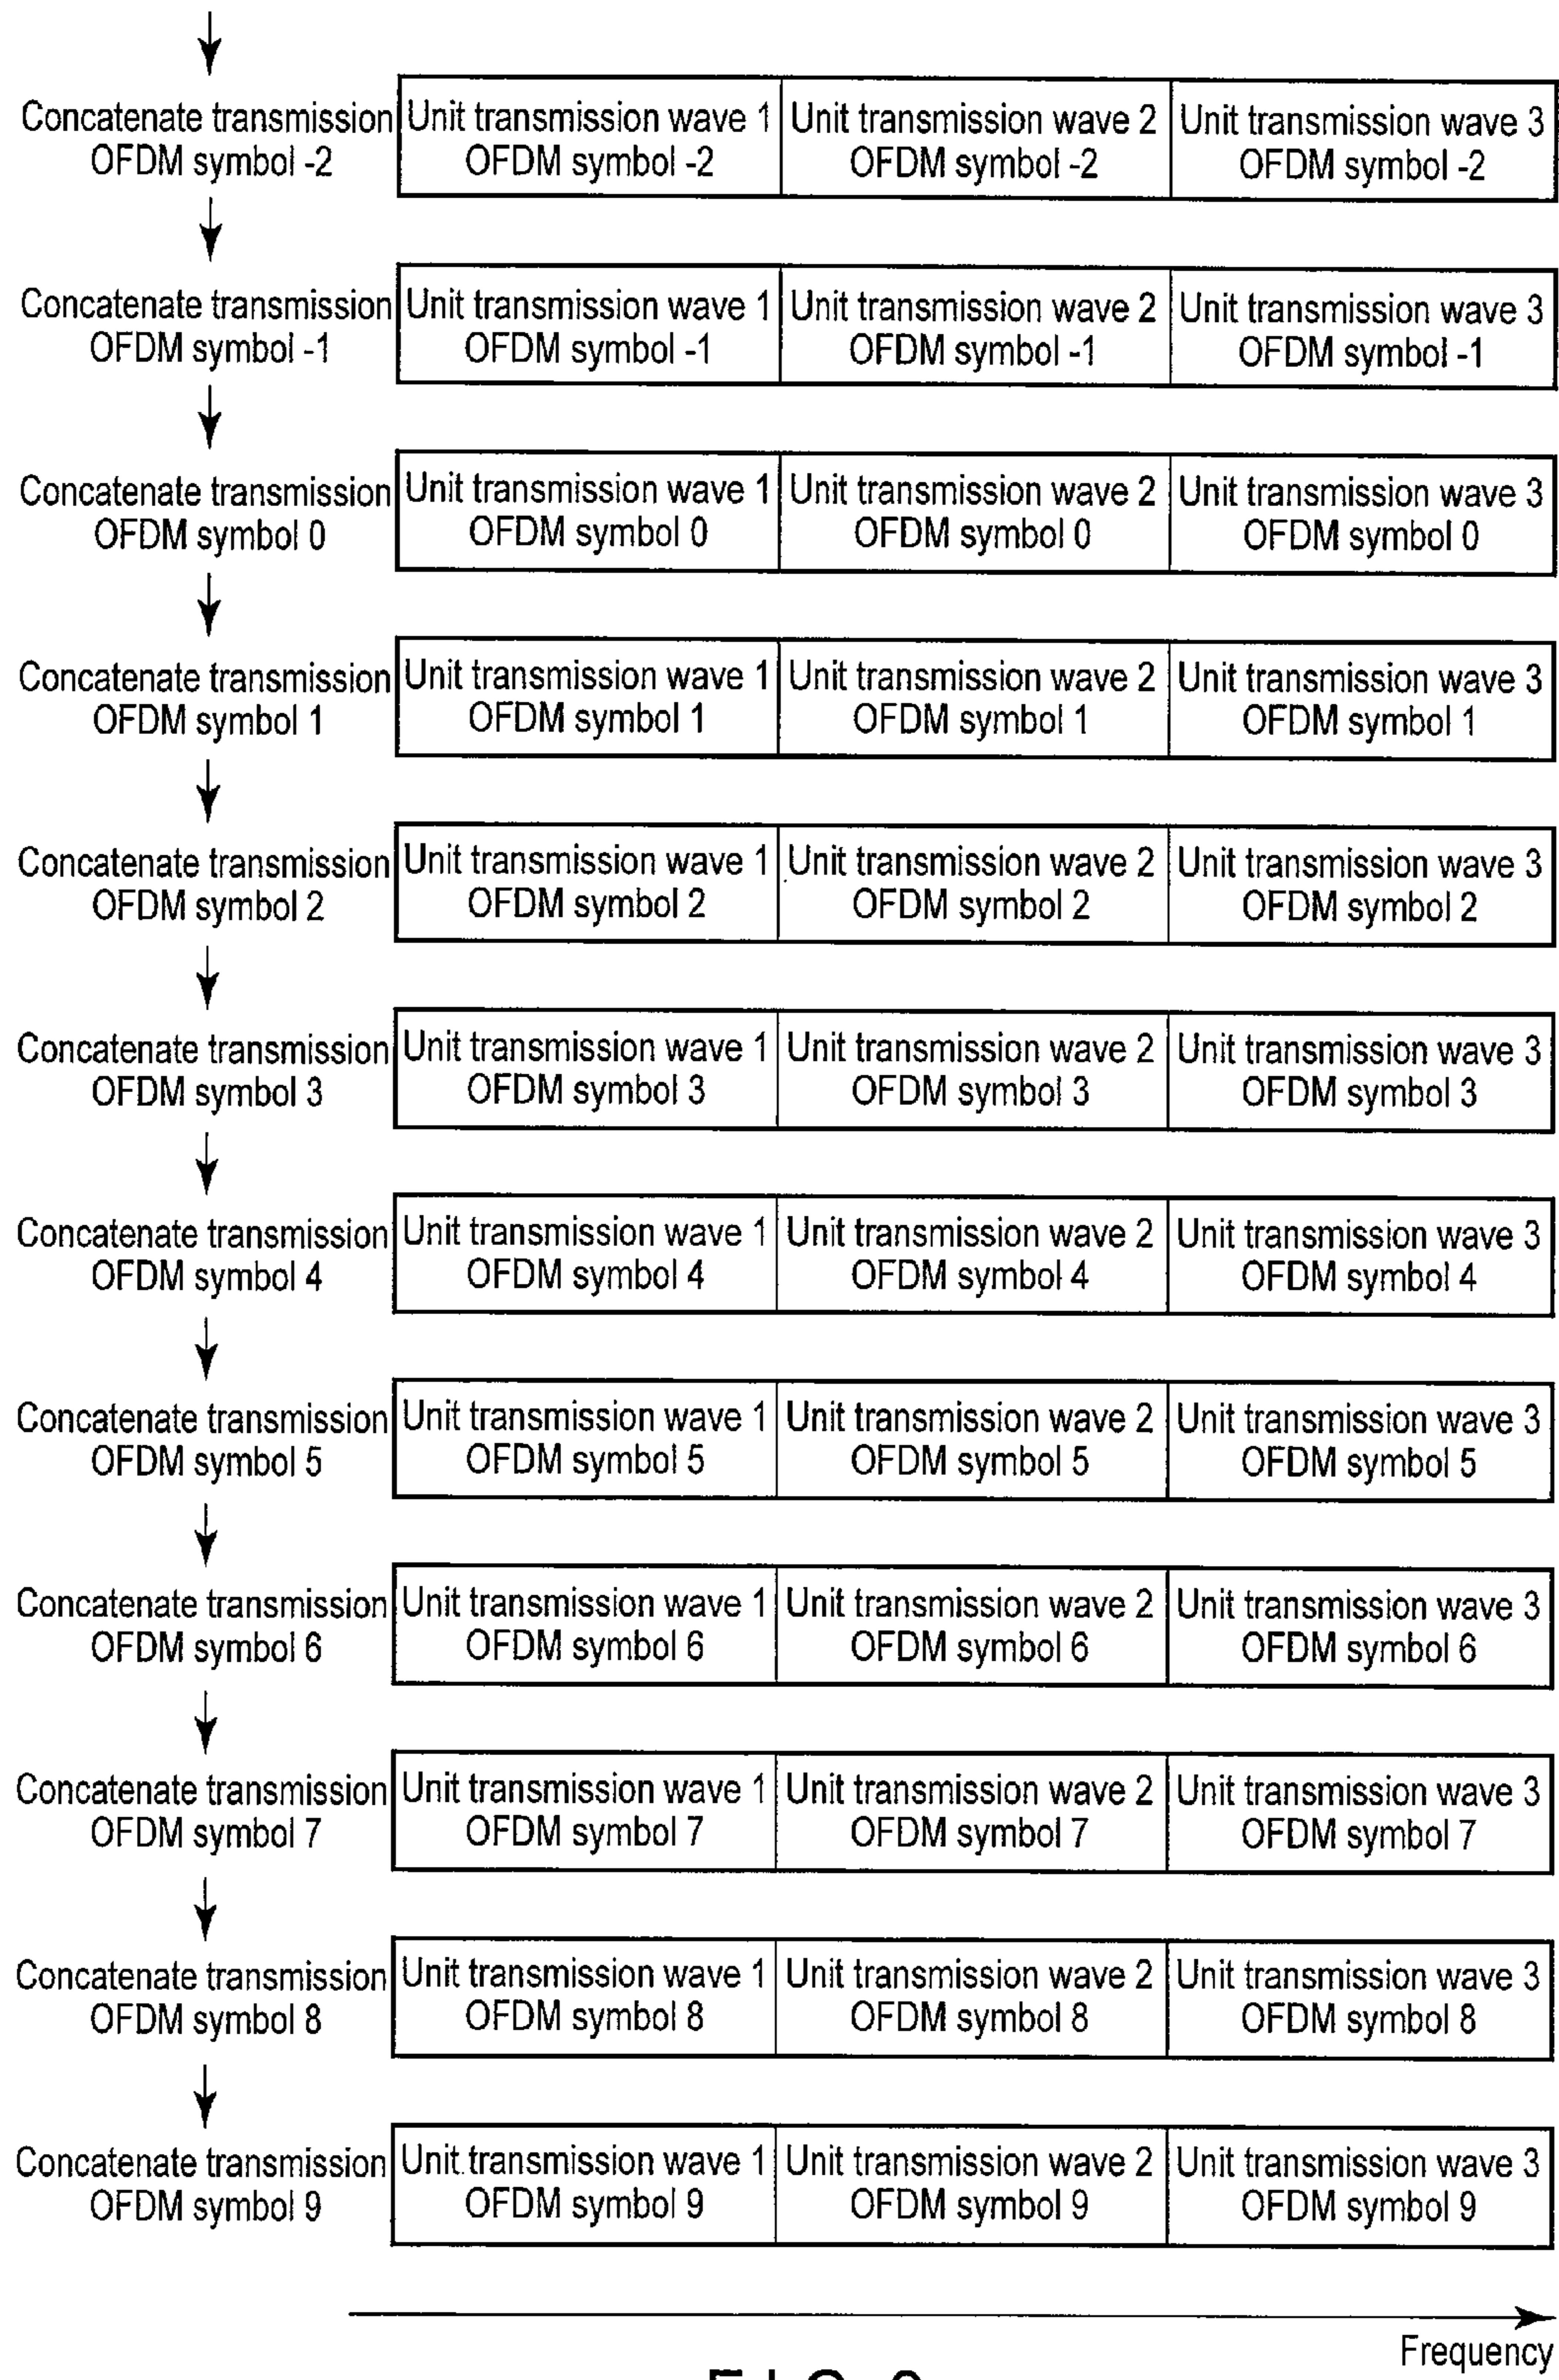 Concatenate transmission
OFDM symbol -2
Unit transmission wave 1
OFDM symbol -2
Unit transmission wave 2
OFDM symbol -2
Unit transmission wave 3
OFDM symbol -2
Concatenate transmission
OFDM symbol -1
Unit transmission wave 1
OFDM symbol -1
Unit transmission wave 2
OFDM symbol -1
Unit transmission wave 3
OFDM symbol -1
Concatenate transmission
OFDM symbol 0
Unit transmission wave 1
OFDM symbol 0
Unit transmission wave 2
OFDM symbol 0
Unit transmission wave 3
OFDM symbol 0
Concatenate transmission
OFDM symbol 1
Unit transmission wave 1
OFDM symbol 1
Unit transmission wave 2
OFDM symbol 1
Unit transmission wave 3
OFDM symbol 1
Concatenate transmission
OFDM symbol 2
Unit transmission wave 1
OFDM symbol 2
Unit transmission wave 2
OFDM symbol 2
Unit transmission wave 3
OFDM symbol 2
Concatenate transmission
OFDM symbol 3
Unit transmission wave 1
OFDM symbol 3
Unit transmission wave 2
OFDM symbol 3
Unit transmission wave 3
OFDM symbol 3
Concatenate transmission
OFDM symbol 4
Unit transmission wave 1
OFDM symbol 4
Unit transmission wave 2
OFDM symbol 4
Unit transmission wave 3
OFDM symbol 4
Concatenate transmission
OFDM symbol 5
Unit transmission wave 1
OFDM symbol 5
Unit transmission wave 2
OFDM symbol 5
Unit transmission wave 3
OFDM symbol 5
Concatenate transmission
OFDM symbol 6
Unit transmission wave 1
OFDM symbol 6
Unit transmission wave 2
OFDM symbol 6
Unit transmission wave 3
OFDM symbol 6
Concatenate transmission
OFDM symbol 7
Unit transmission wave 1
OFDM symbol 7
Unit transmission wave 2
OFDM symbol 7
Unit transmission wave 3
OFDM symbol 7
Concatenate transmission
OFDM symbol 8
Unit transmission wave 1
OFDM symbol 8
Unit transmission wave 2
OFDM symbol 8
Unit transmission wave 3
OFDM symbol 8
Concatenate transmission
OFDM symbol 9
Unit transmission wave 1
OFDM symbol 9
Unit transmission wave 2
OFDM symbol 9
Unit transmission wave 3
OFDM symbol 9
Frequency